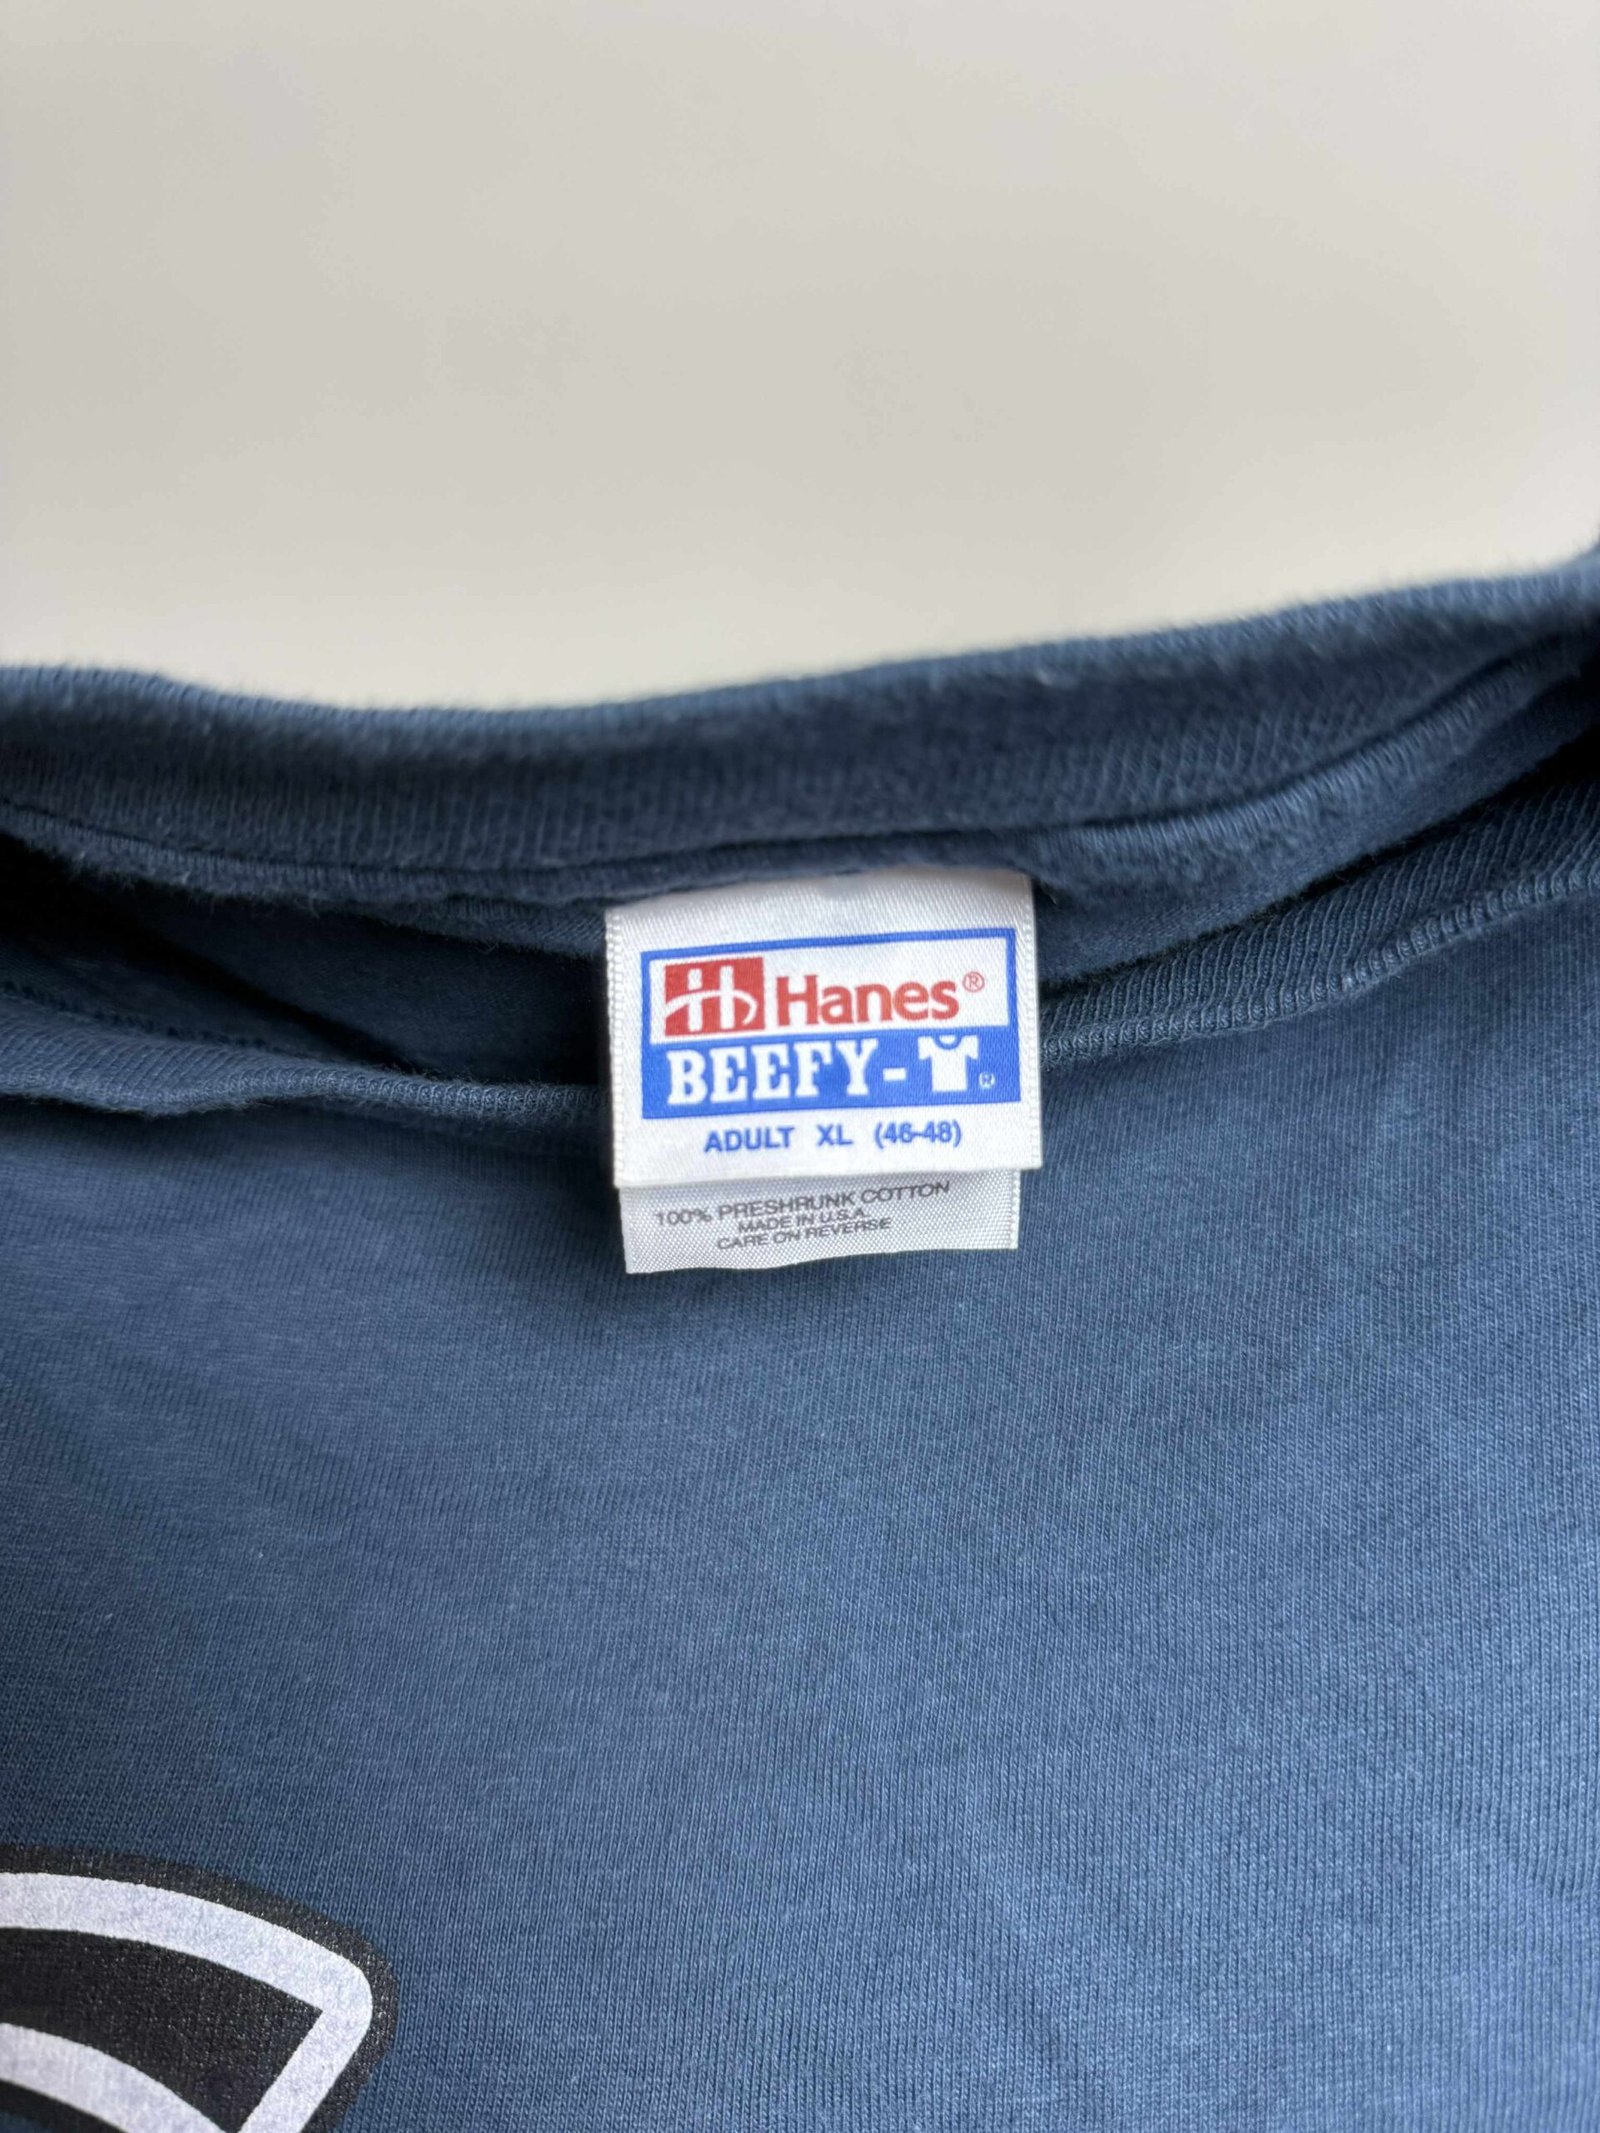 Hanes®
BEEFY-
ADULT XL (46-48)
100% PRESHRUNK COTTON
MADE IN U.S.A.
CARE ON REVERSE